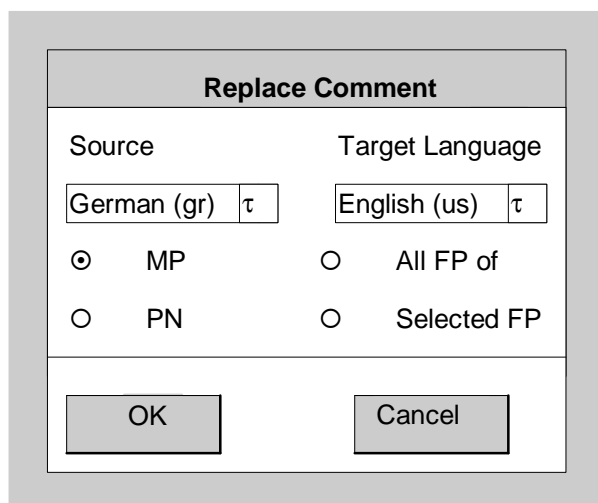 Replace Comment
Source Target Language
German (gr) τ English (us) τ
MP All FP of
PN Selected FP
OK Cancel